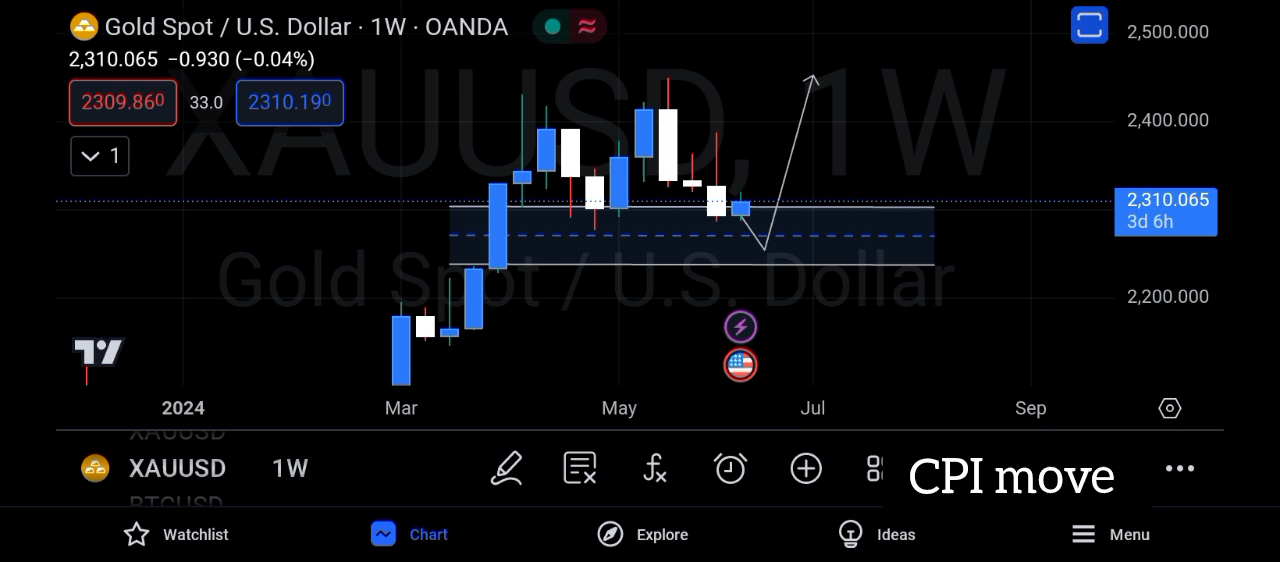 Gold Spot / U.S. Dollar · 1W · OANDA
2,310.065 −0.930 (−0.04%)
2309.860 33.0 2310.190
1
XAUUSD, 1W
Gold Spot / U.S. Dollar
2,500.000
2,400.000
2,310.065
3d 6h
2,200.000
2024 Mar May Jul Sep
XAUUSD
XAUUSD 1W
BTCUSD
CPI move
Watchlist Chart Explore Ideas Menu